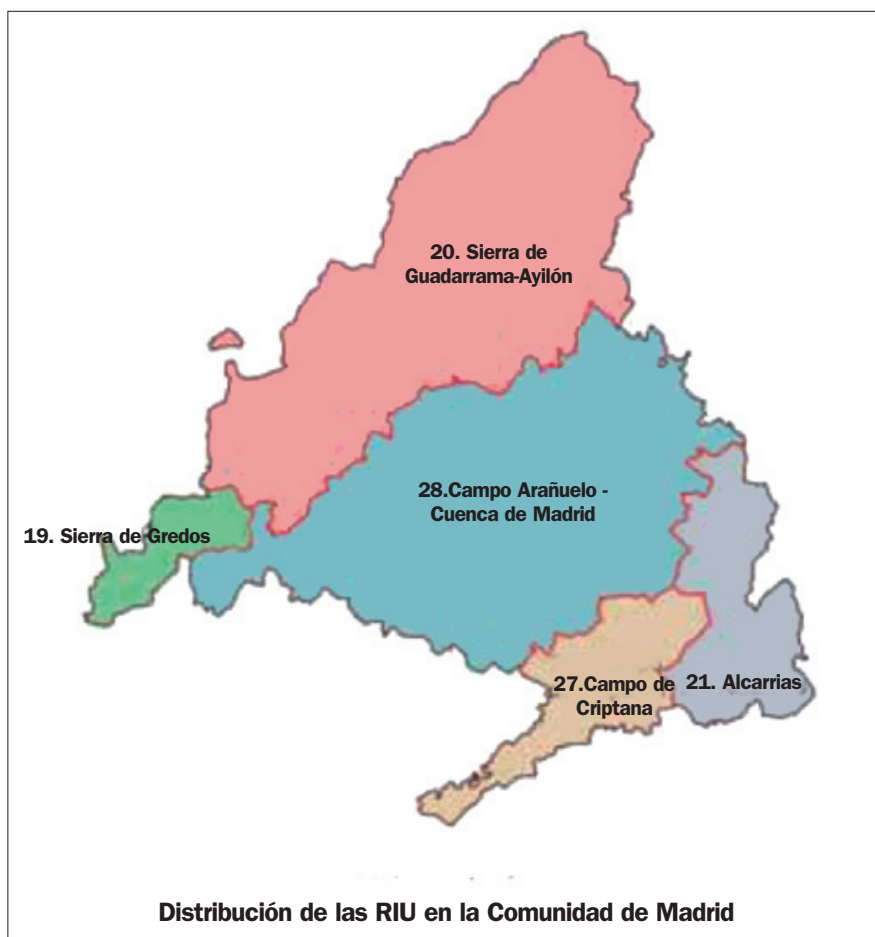 20. Sierra de
Guadarrama-Ayilón
28.Campo Arañuelo -
Cuenca de Madrid
19. Sierra de Gredos
27.Campo de
Criptana
21. Alcarrias
Distribución de las RIU en la Comunidad de Madrid